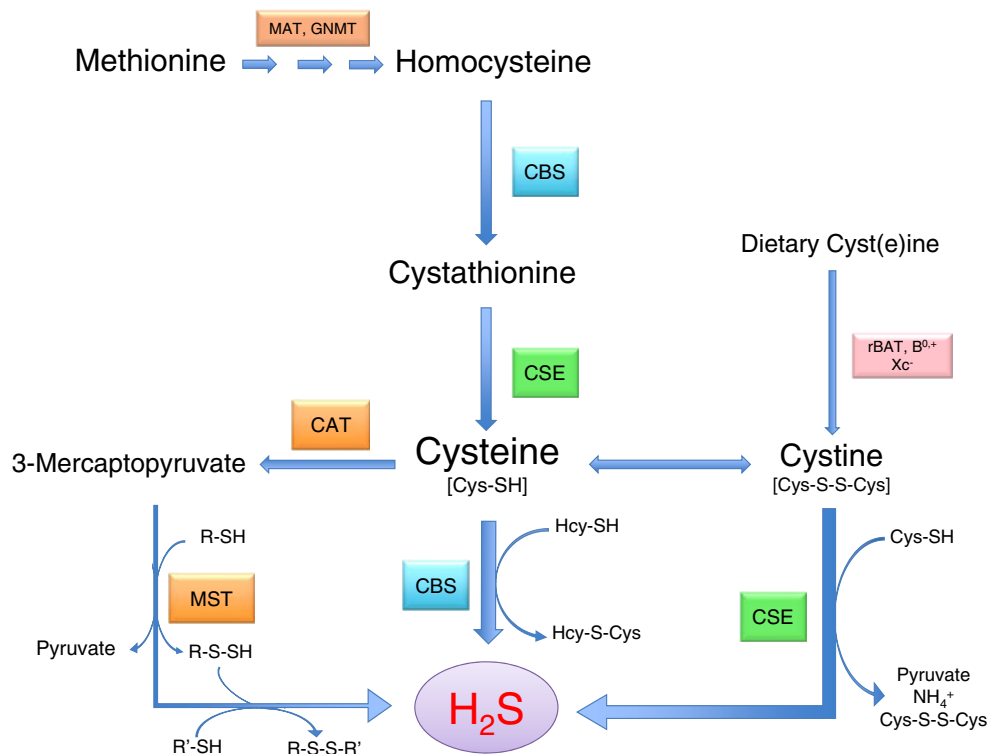 MAT, GNMT
Methionine
Homocysteine
CBS
Dietary Cyst(e)ine
Cystathionine
rBAT, B⁰,⁺
Xc⁻
CSE
CAT
3-Mercaptopyruvate
Cysteine
[Cys-SH]
Cystine
[Cys-S-S-Cys]
R-SH
Hcy-SH
Cys-SH
MST
CBS
CSE
Pyruvate
R-S-SH
Hcy-S-Cys
Pyruvate
NH₄⁺
Cys-S-S-Cys
H₂S
R'-SH
R-S-S-R'